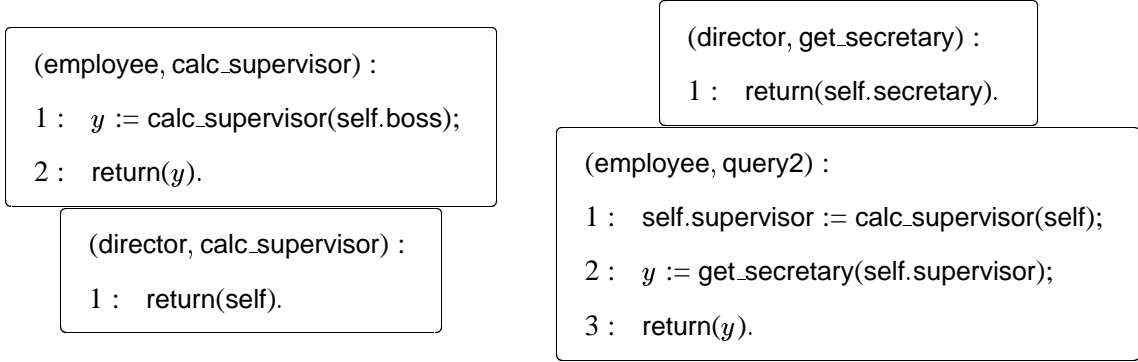 (employee, calc_supervisor) :
1 : y := calc_supervisor(self.boss);
2 : return(y).
(director, calc_supervisor) :
1 : return(self).
(director, get_secretary) :
1 : return(self.secretary).
(employee, query2) :
1 : self.supervisor := calc_supervisor(self);
2 : y := get_secretary(self.supervisor);
3 : return(y).